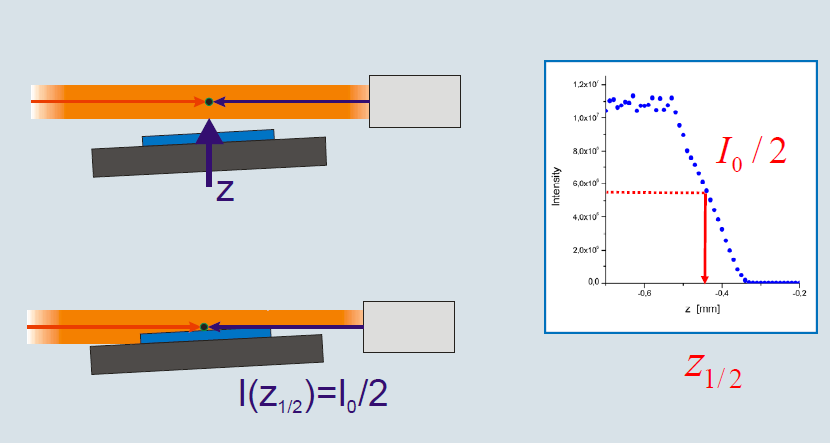 z
I(z1/2)=I0/2
1,2x10⁷
1,0x10⁷
8,0x10⁶
6,0x10⁶
4,0x10⁶
2,0x10⁶
0,0
Intensity
I0 / 2
-0,6
-0,4
-0,2
z [mm]
z1/2